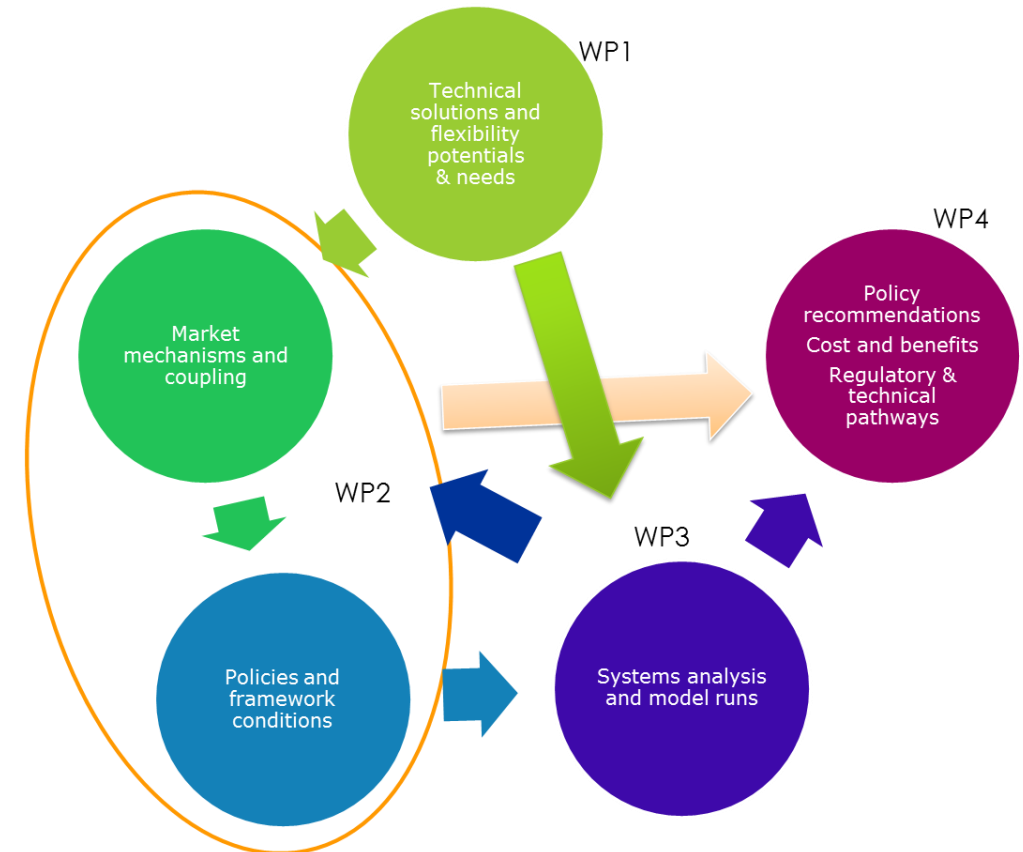 WP1
Technical
solutions and
flexibility
potentials
& needs
WP4
Policy
recommendations
Cost and benefits
Regulatory &
technical
pathways
Market
mechanisms and
coupling
WP2
WP3
Policies and
framework
conditions
Systems analysis
and model runs